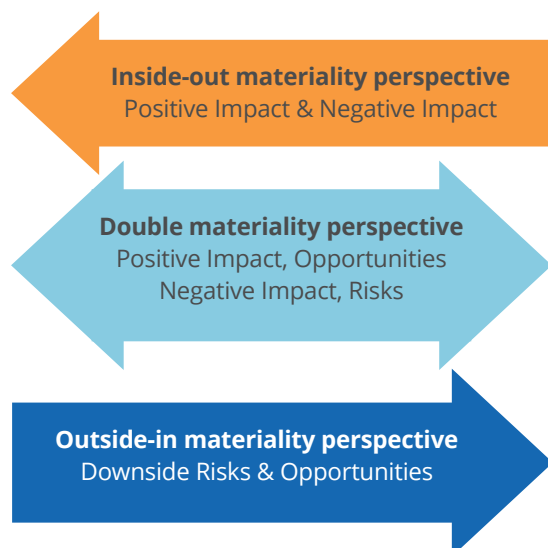 Inside-out materiality perspective
Positive Impact & Negative Impact
Double materiality perspective
Positive Impact, Opportunities
Negative Impact, Risks
Outside-in materiality perspective
Downside Risks & Opportunities